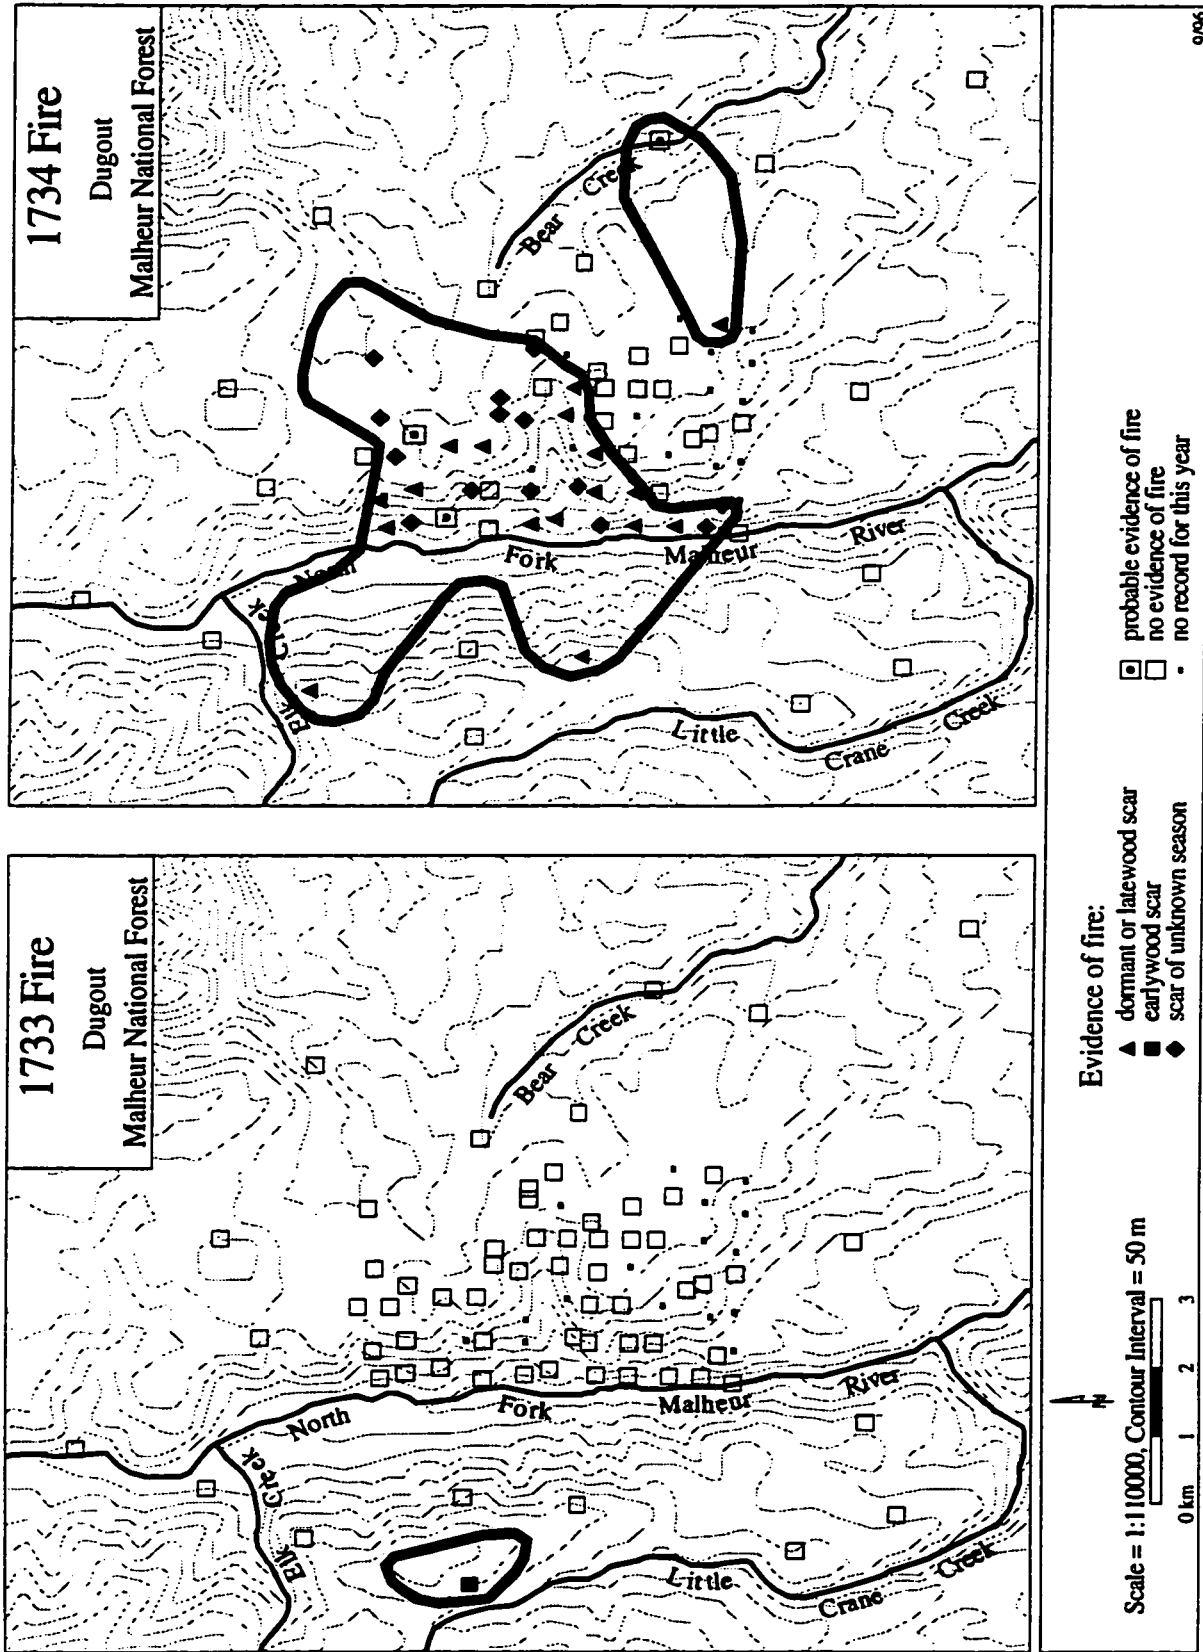 1733 Fire
Dugout
Malheur National Forest
Elk
Creek
North
Fork
Malheur
River
Bear
Creek
Little
Crane
Creek
1734 Fire
Dugout
Malheur National Forest
Elk
Creek
North
Fork
Malheur
River
Bear
Creek
Little
Crane
Creek
Scale = 1:110000, Contour Interval = 50 m
0 km 1 2 3
N
Evidence of fire:
dormant or latewood scar
earlywood scar
scar of unknown season
probable evidence of fire
no evidence of fire
no record for this year
9/96